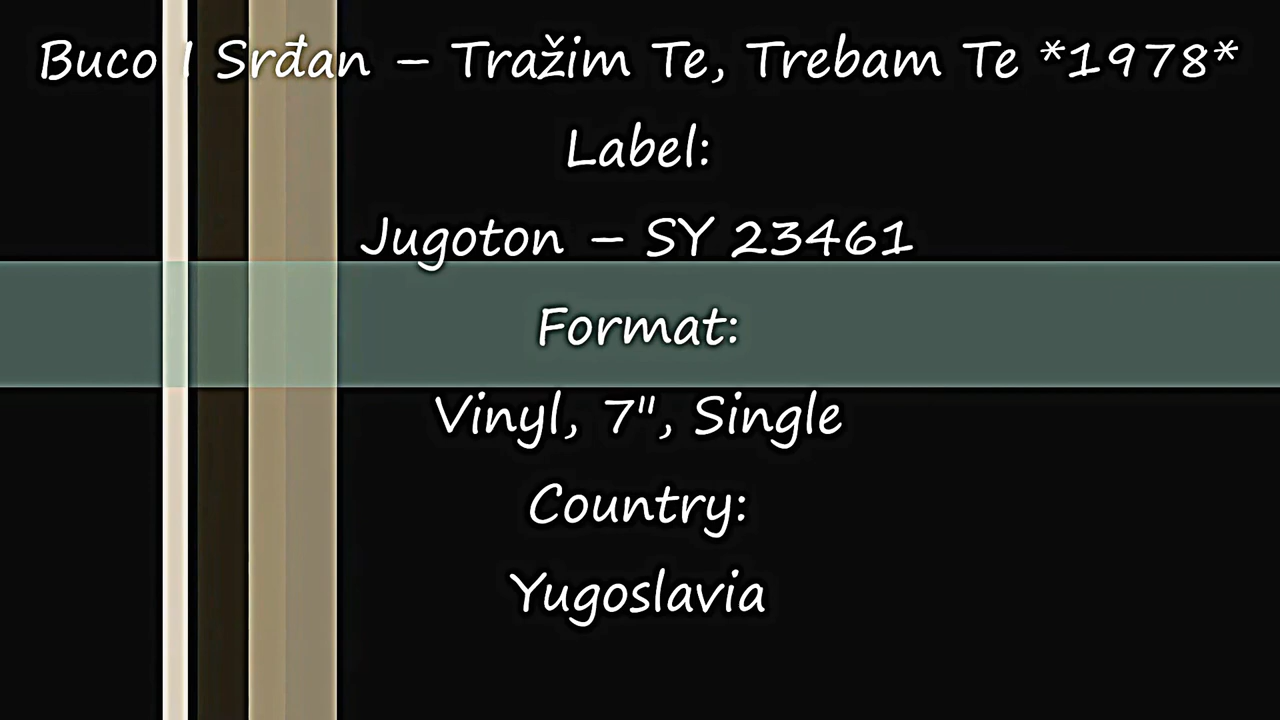 Buco I Srđan – Tražim Te, Trebam Te *1978*
Label:
Jugoton – SY 23461
Format:
Vinyl, 7", Single
Country:
Yugoslavia